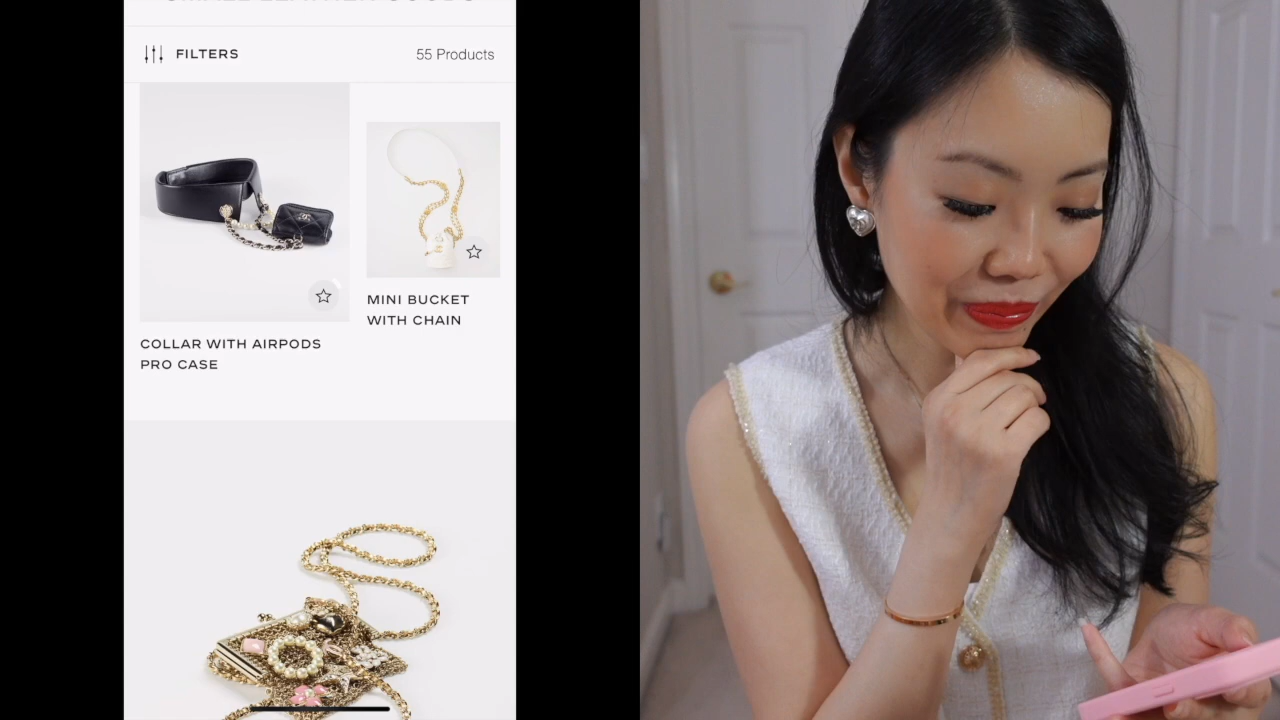 FILTERS
55 Products
COLLAR WITH AIRPODS
PRO CASE
MINI BUCKET
WITH CHAIN